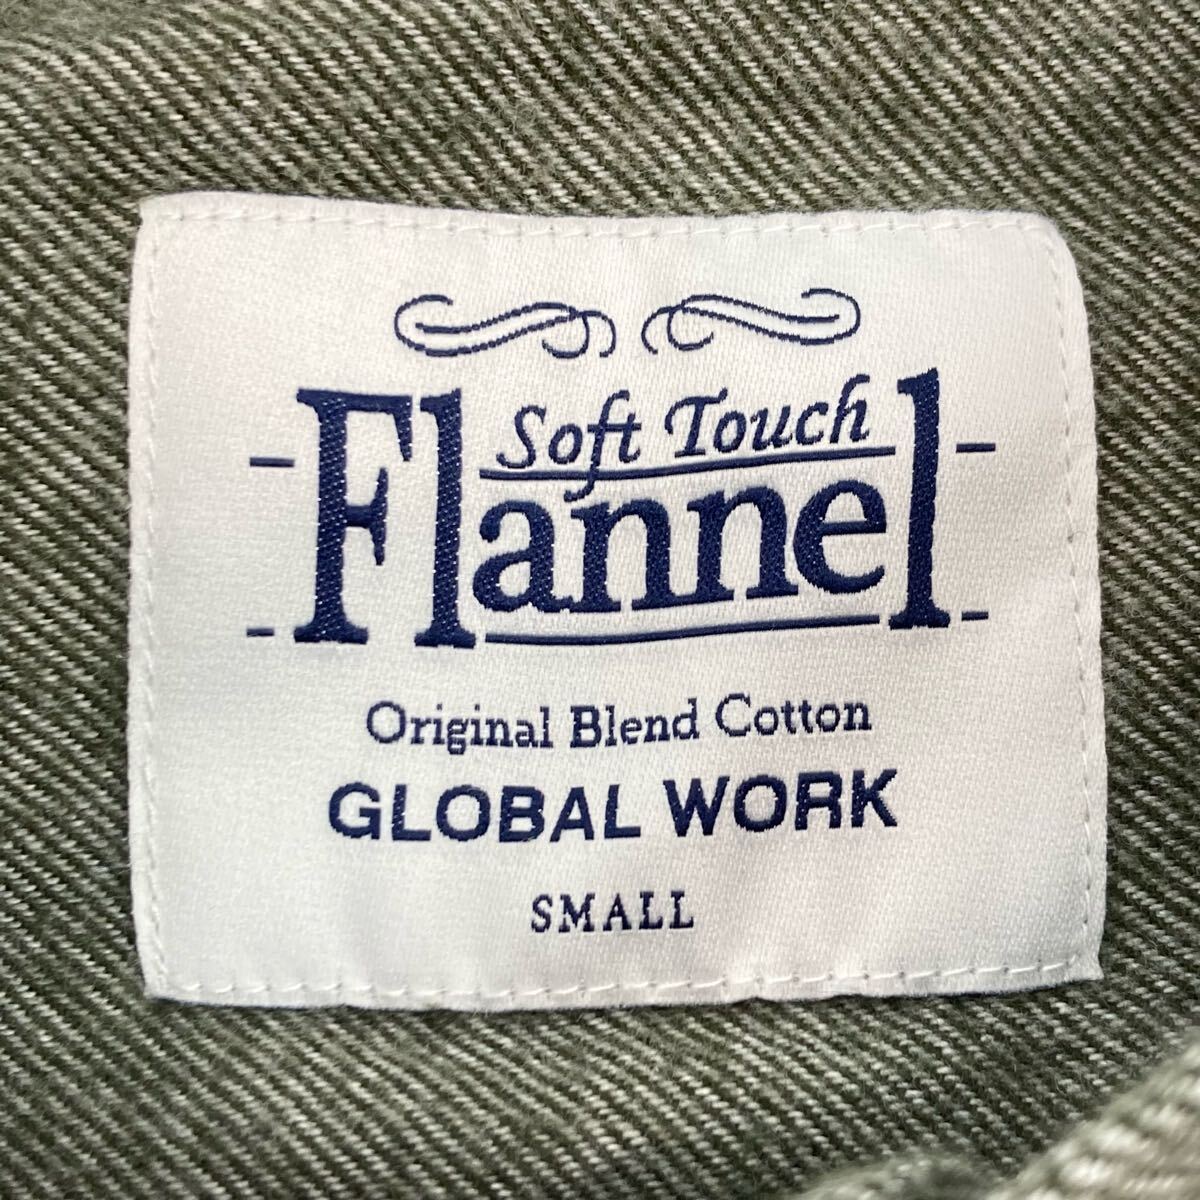 Soft Touch
Flannel
Original Blend Cotton
GLOBAL WORK
SMALL